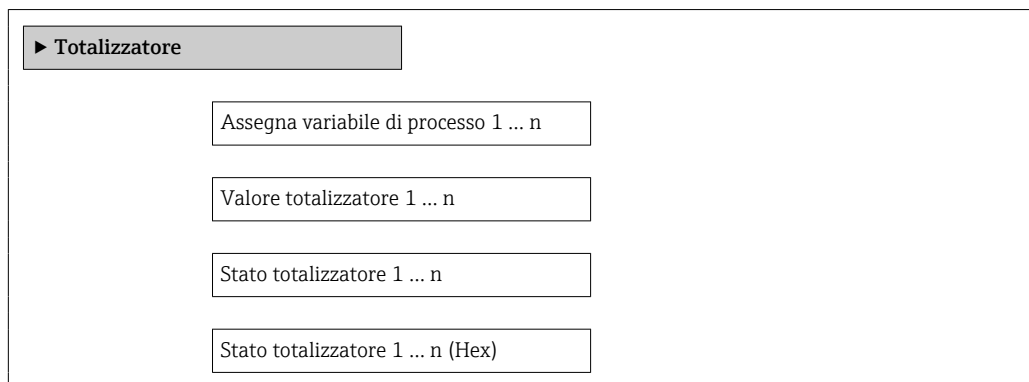 ▶ Totalizzatore
Assegna variabile di processo 1 … n
Valore totalizzatore 1 … n
Stato totalizzatore 1 … n
Stato totalizzatore 1 … n (Hex)